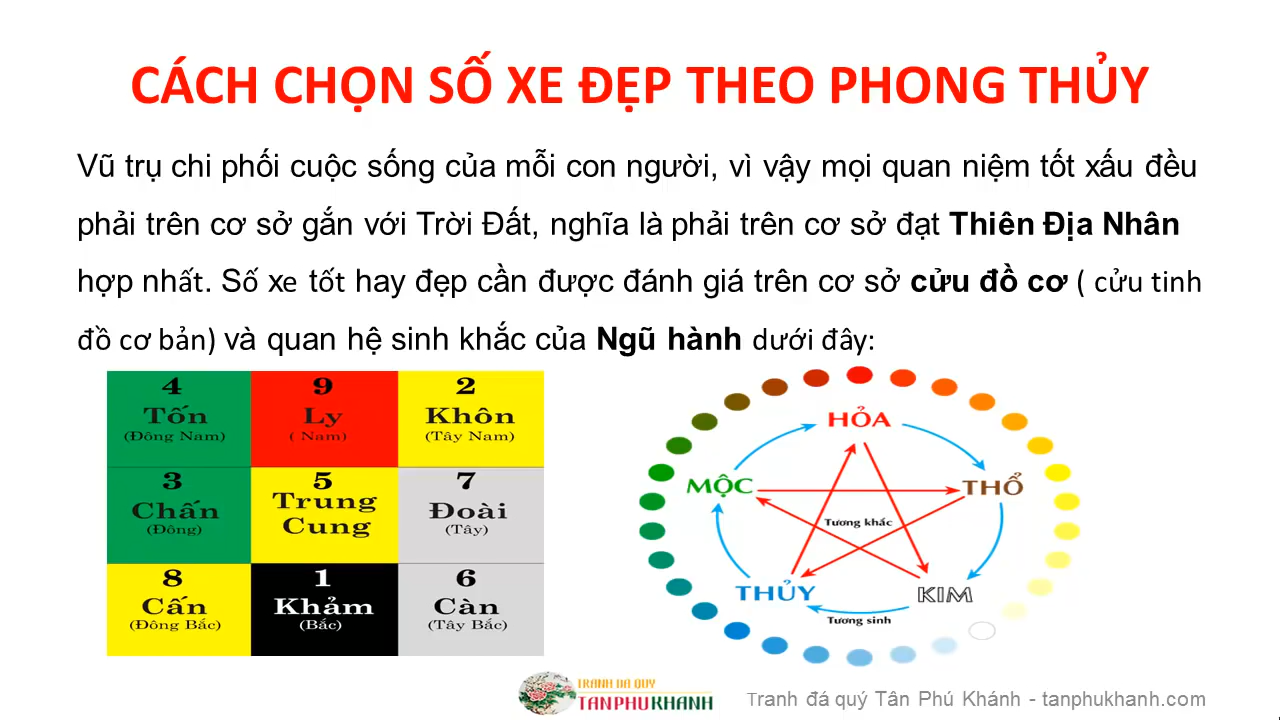 CÁCH CHỌN SỐ XE ĐẸP THEO PHONG THỦY
Vũ trụ chi phối cuộc sống của mỗi con người, vì vậy mọi quan niệm tốt xấu đều
phải trên cơ sở gắn với Trời Đất, nghĩa là phải trên cơ sở đạt Thiên Địa Nhân
hợp nhất. Số xe tốt hay đẹp cần được đánh giá trên cơ sở cửu đồ cơ ( cửu tinh
đồ cơ bản) và quan hệ sinh khắc của Ngũ hành dưới đây:
4
Tốn
(Đông Nam)
9
Ly
( Nam)
2
Khôn
(Tây Nam)
3
Chấn
(Đông)
5
Trung
Cung
7
Đoài
(Tây)
8
Cấn
(Đông Bắc)
1
Khảm
(Bắc)
6
Càn
(Tây Bắc)
HỎA
MỘC
THỔ
Tương khắc
THỦY
KIM
Tương sinh
TRANH ĐÁ QUÝ
TANPHUKHANH
Tranh đá quý Tân Phú Khánh - tanphukhanh.com